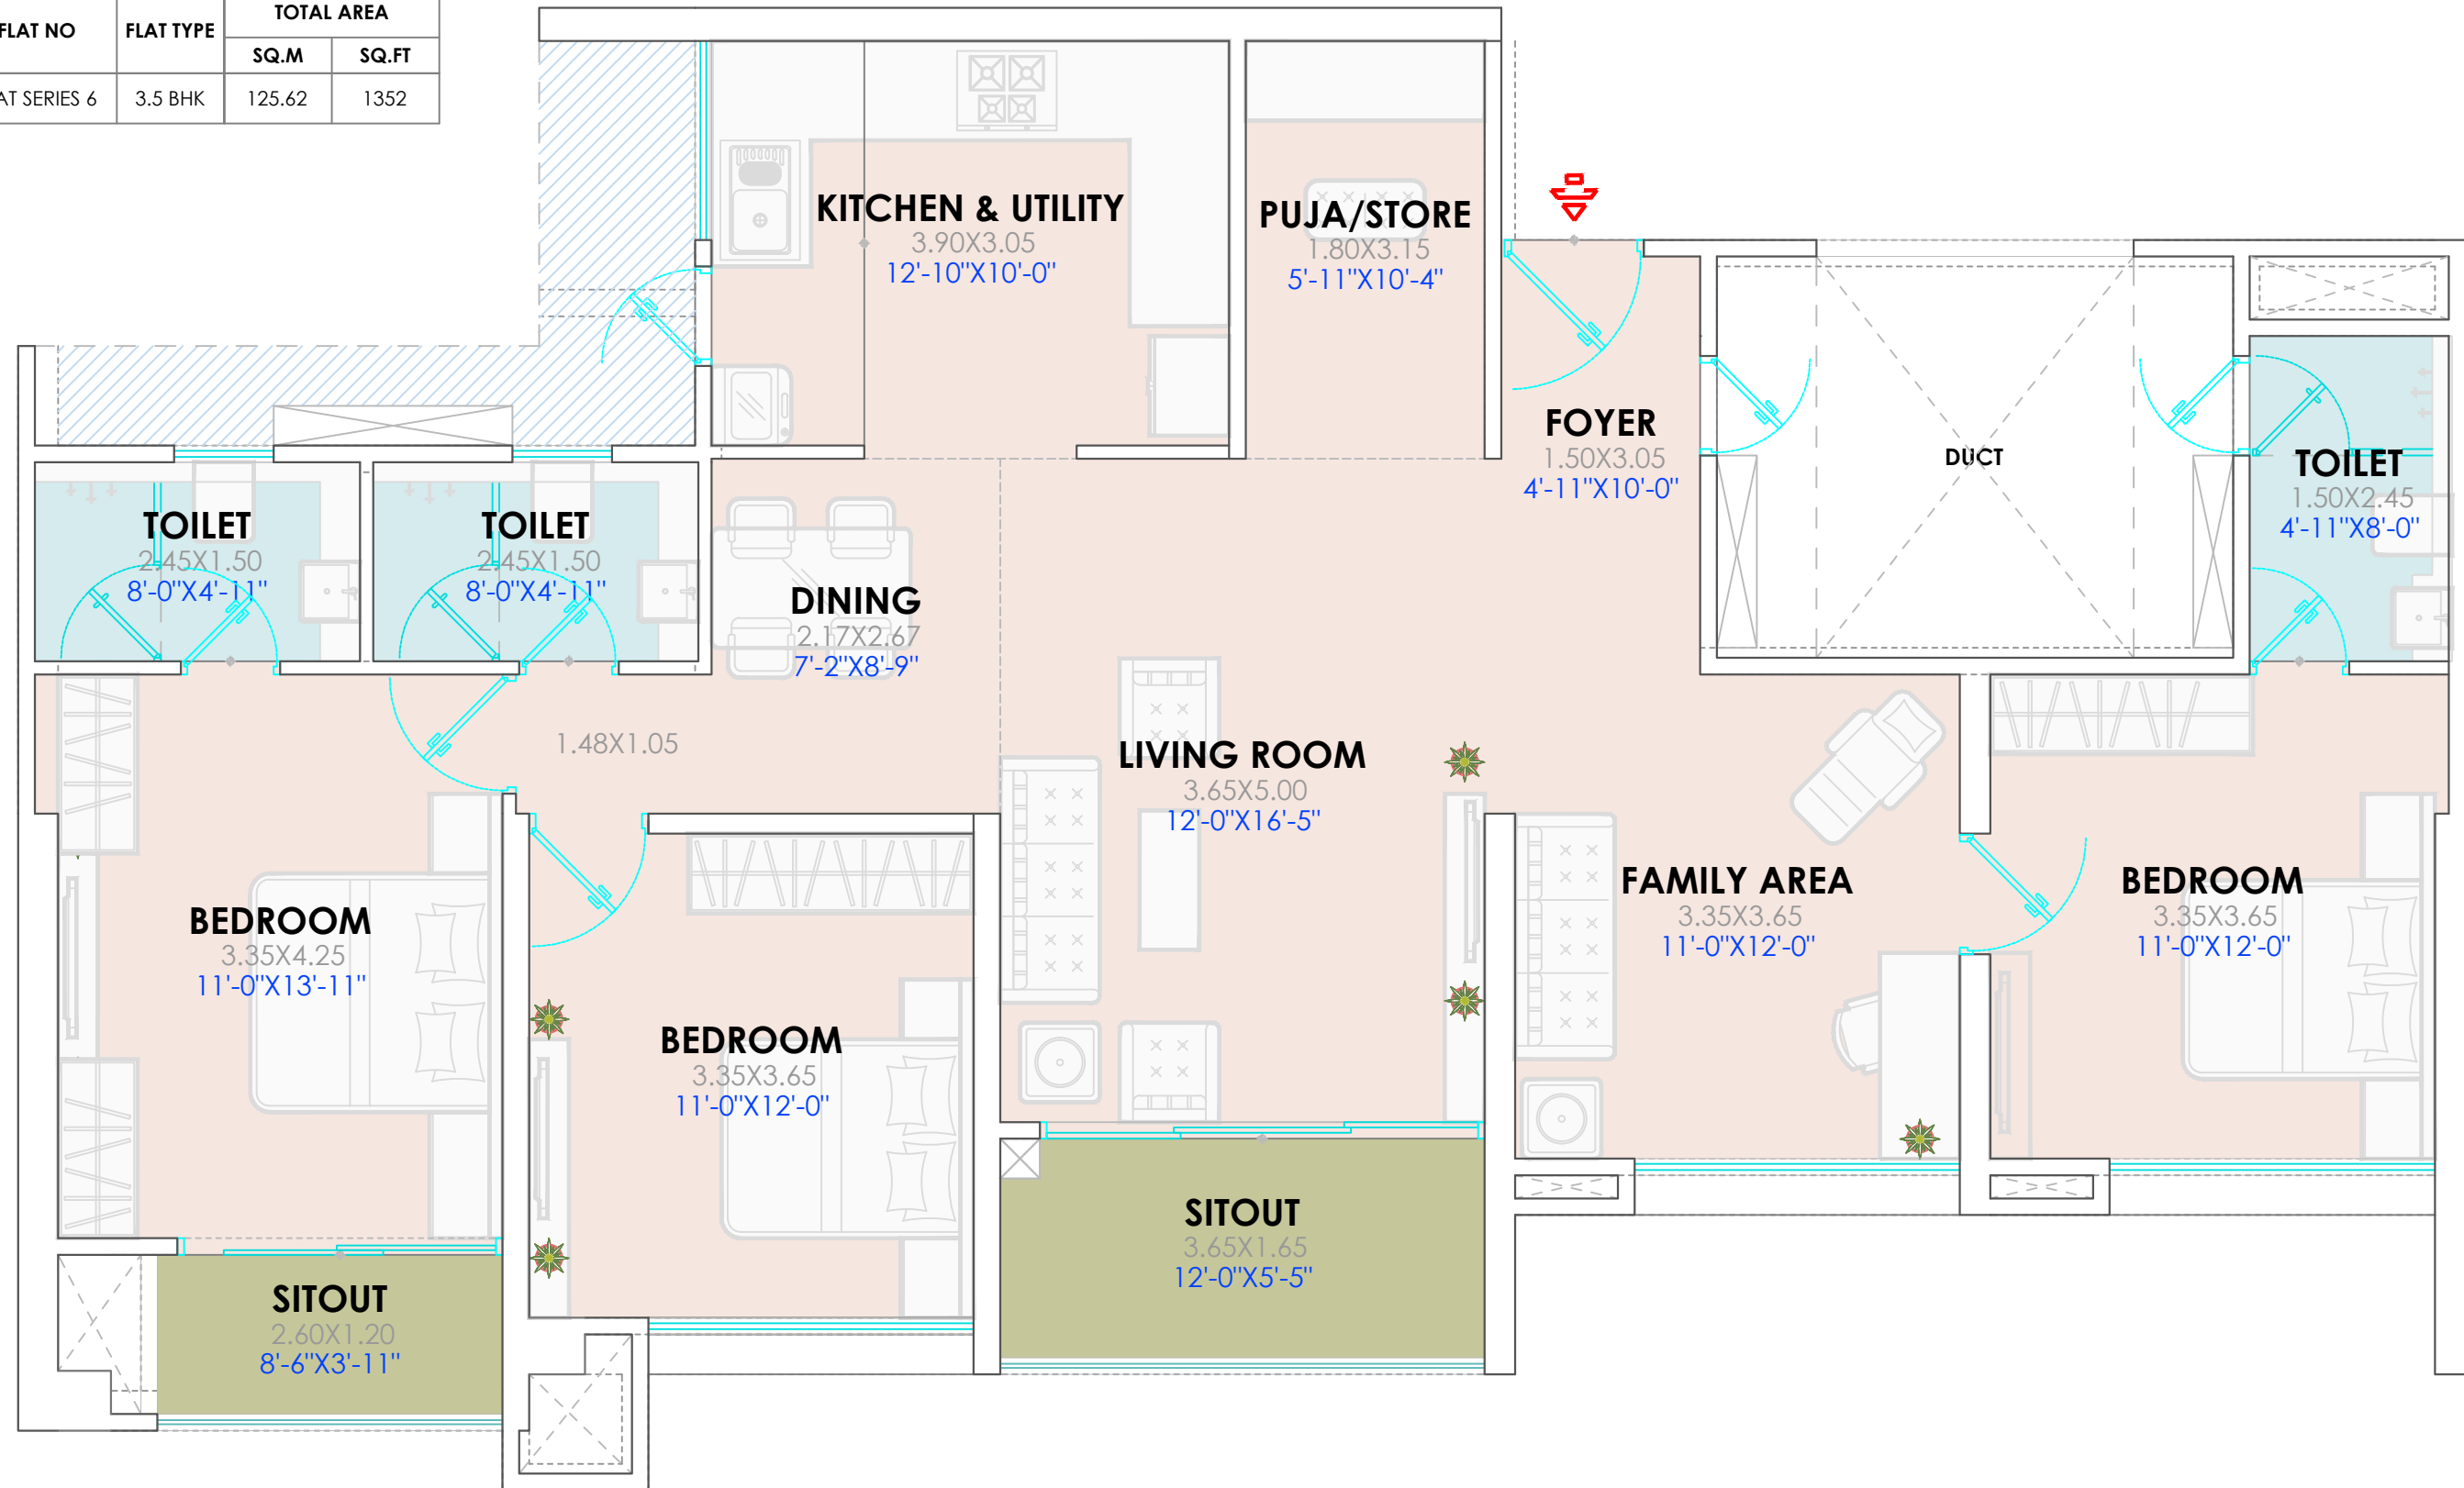 FLAT NO
FLAT TYPE
TOTAL AREA
SQ.M
SQ.FT
AT SERIES 6
3.5 BHK
125.62
1352
KITCHEN & UTILITY
3.90X3.05
12'-10"X10'-0"
PUJA/STORE
1.80X3.15
5'-11"X10'-4"
FOYER
1.50X3.05
4'-11"X10'-0"
DUCT
TOILET
1.50X2.45
4'-11"X8'-0"
TOILET
2.45X1.50
8'-0"X4'-11"
TOILET
2.45X1.50
8'-0"X4'-11"
DINING
2.17X2.67
7'-2"X8'-9"
1.48X1.05
LIVING ROOM
3.65X5.00
12'-0"X16'-5"
FAMILY AREA
3.35X3.65
11'-0"X12'-0"
BEDROOM
3.35X3.65
11'-0"X12'-0"
BEDROOM
3.35X4.25
11'-0"X13'-11"
BEDROOM
3.35X3.65
11'-0"X12'-0"
SITOUT
3.65X1.65
12'-0"X5'-5"
SITOUT
2.60X1.20
8'-6"X3'-11"